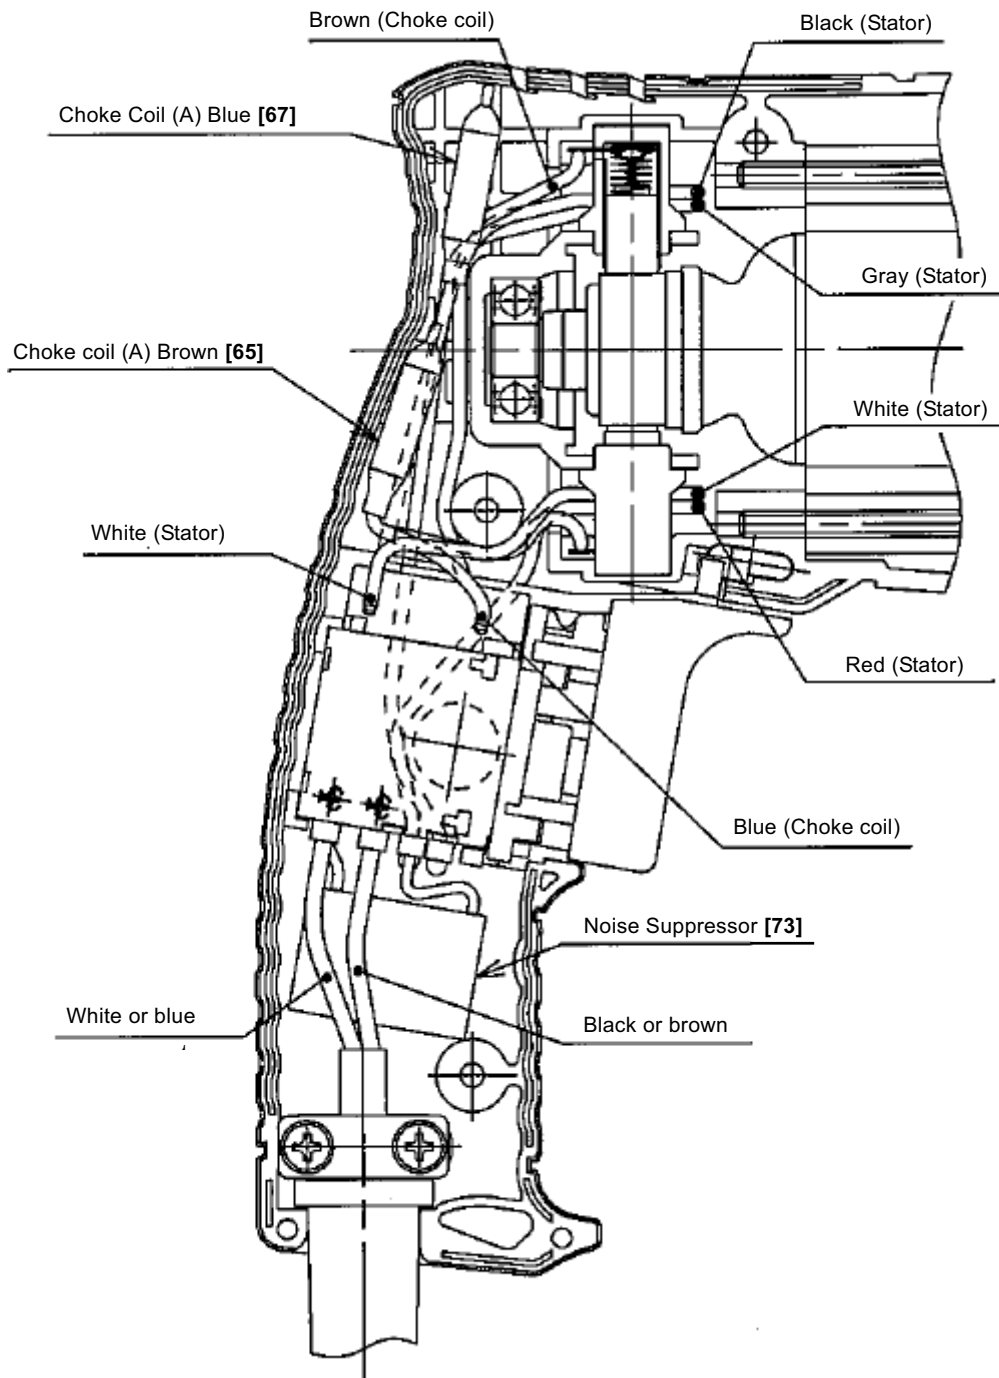 Brown (Choke coil)
Black (Stator)
Choke Coil (A) Blue [67]
Gray (Stator)
Choke coil (A) Brown [65]
White (Stator)
White (Stator)
Red (Stator)
Blue (Choke coil)
Noise Suppressor [73]
White or blue
Black or brown